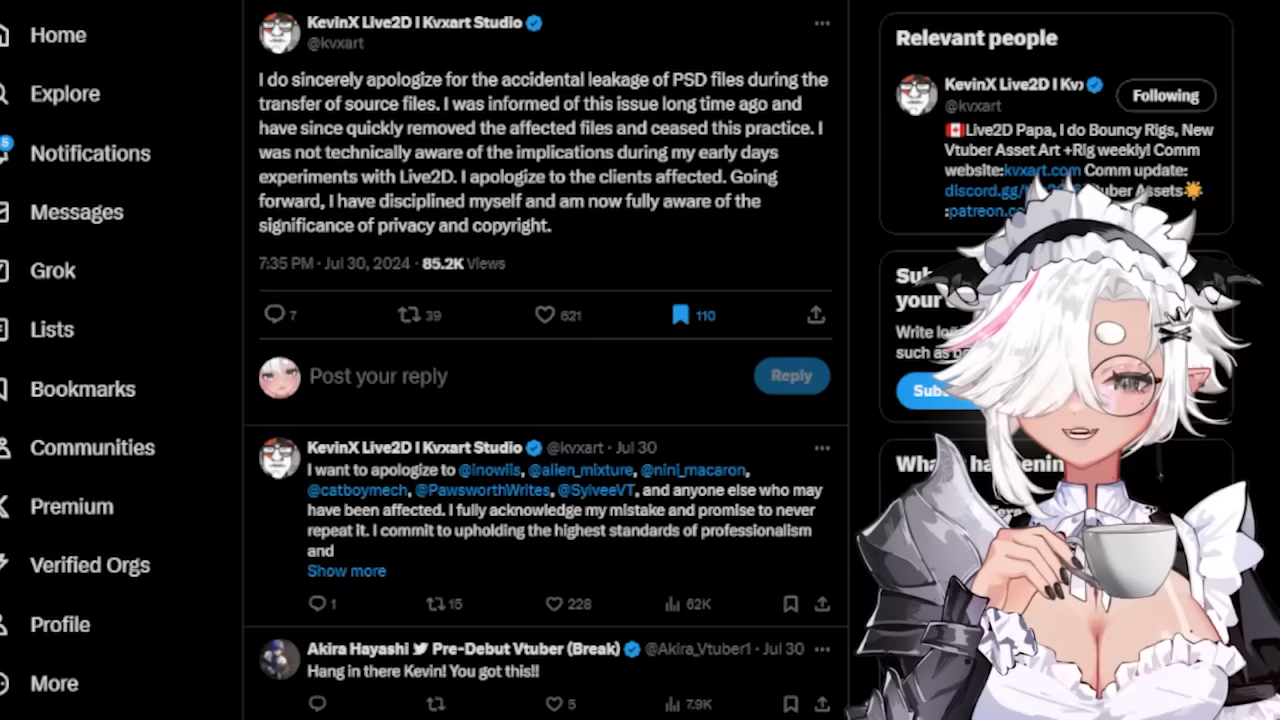 Home
Explore
5
Notifications
Messages
Grok
Lists
Bookmarks
Communities
Premium
Verified Orgs
Profile
More
KevinX Live2D I Kvxart Studio
@kvxart
I do sincerely apologize for the accidental leakage of PSD files during the
transfer of source files. I was informed of this issue long time ago and
have since quickly removed the affected files and ceased this practice. I
was not technically aware of the implications during my early days
experiments with Live2D. I apologize to the clients affected. Going
forward, I have disciplined myself and am now fully aware of the
significance of privacy and copyright.
7:35 PM · Jul 30, 2024 · 85.2K Views
7 39 621 110
Post your reply
Reply
KevinX Live2D I Kvxart Studio @kvxart · Jul 30
I want to apologize to @inowiis, @alien_mixture, @nini_macaron,
@catboymech, @PawsworthWrites, @SylveeVT, and anyone else who may
have been affected. I fully acknowledge my mistake and promise to never
repeat it. I commit to upholding the highest standards of professionalism
and
Show more
1 15 228 62K
Akira Hayashi Pre-Debut Vtuber (Break) @Akira_Vtuber1 · Jul 30
Hang in there Kevin! You got this!!
5 7.9K
Relevant people
KevinX Live2D I Kv
@kvxart
Following
Live2D Papa, I do Bouncy Rigs, New
Vtuber Asset Art +Rig weekly! Comm
website:kvxart.com Comm update:
discord.gg/ Assets
:patreon.c
your
Write
such as